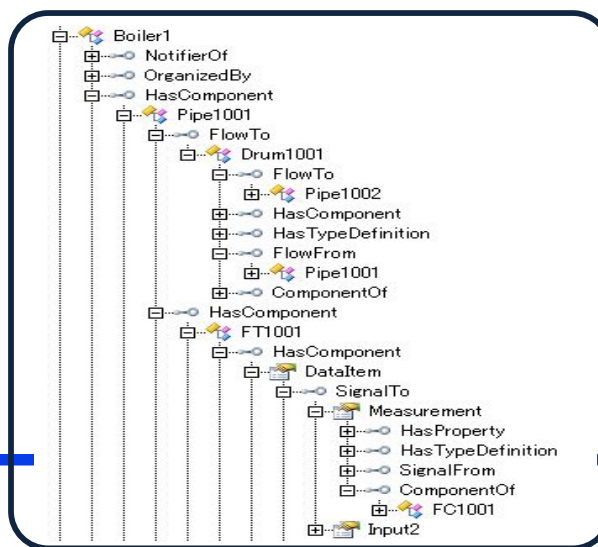 Boiler1
NotifierOf
OrganizedBy
HasComponent
Pipe1001
FlowTo
Drum1001
FlowTo
Pipe1002
HasComponent
HasTypeDefinition
FlowFrom
Pipe1001
ComponentOf
HasComponent
FT1001
HasComponent
DataItem
SignalTo
Measurement
HasProperty
HasTypeDefinition
SignalFrom
ComponentOf
FC1001
Input2